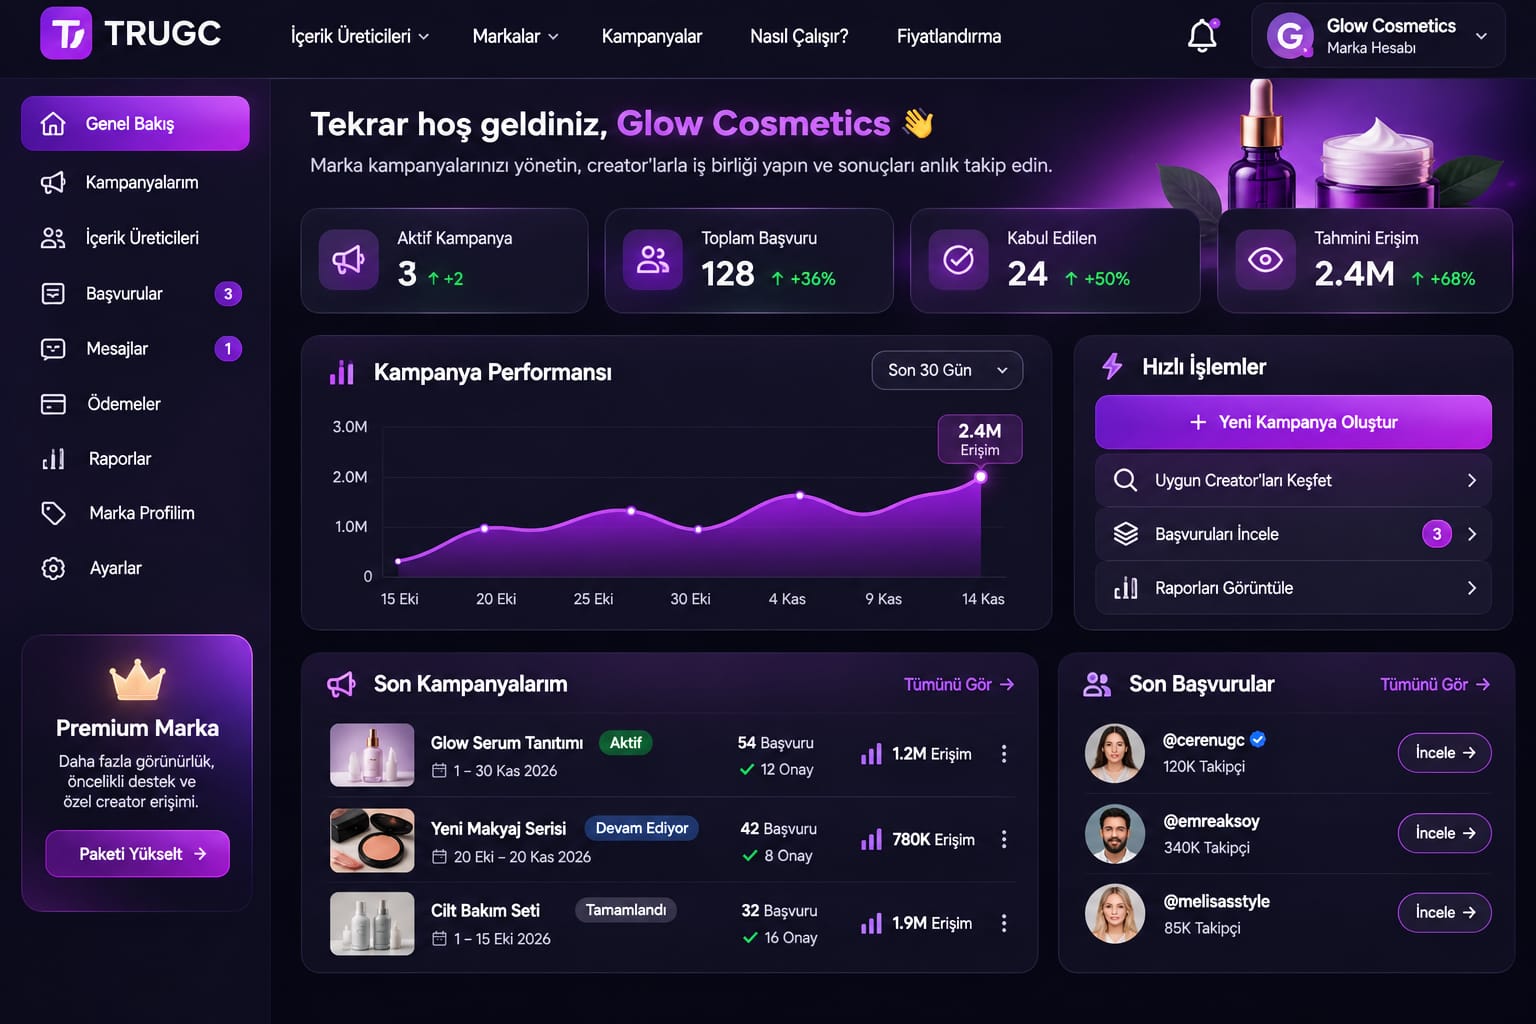 TRUGC
İçerik Üreticileri
Markalar
Kampanyalar
Nasıl Çalışır?
Fiyatlandırma
G
Glow Cosmetics
Marka Hesabı
Genel Bakış
Kampanyalarım
İçerik Üreticileri
Başvurular 3
Mesajlar 1
Ödemeler
Raporlar
Marka Profilim
Ayarlar
Premium Marka
Daha fazla görünürlük,
öncelikli destek ve
özel creator erişimi.
Paketi Yükselt →
Tekrar hoş geldiniz, Glow Cosmetics 👋
Marka kampanyalarınızı yönetin, creator'larla iş birliği yapın ve sonuçları anlık takip edin.
Aktif Kampanya
3 ↑ +2
Toplam Başvuru
128 ↑ +36%
Kabul Edilen
24 ↑ +50%
Tahmini Erişim
2.4M ↑ +68%
Kampanya Performansı
Son 30 Gün
3.0M
2.0M
1.0M
0
2.4M
Erişim
15 Eki
20 Eki
25 Eki
30 Eki
4 Kas
9 Kas
14 Kas
Hızlı İşlemler
+ Yeni Kampanya Oluştur
Uygun Creator'ları Keşfet
Başvuruları İncele 3
Raporları Görüntüle
Son Kampanyalarım
Tümünü Gör →
Glow Serum Tanıtımı Aktif
1 – 30 Kas 2026
54 Başvuru
12 Onay
1.2M Erişim
Yeni Makyaj Serisi Devam Ediyor
20 Eki – 20 Kas 2026
42 Başvuru
8 Onay
780K Erişim
Cilt Bakım Seti Tamamlandı
1 – 15 Eki 2026
32 Başvuru
16 Onay
1.9M Erişim
Son Başvurular
Tümünü Gör →
@cerenugc
120K Takipçi
İncele →
@emreaksoy
340K Takipçi
İncele →
@melisasstyle
85K Takipçi
İncele →